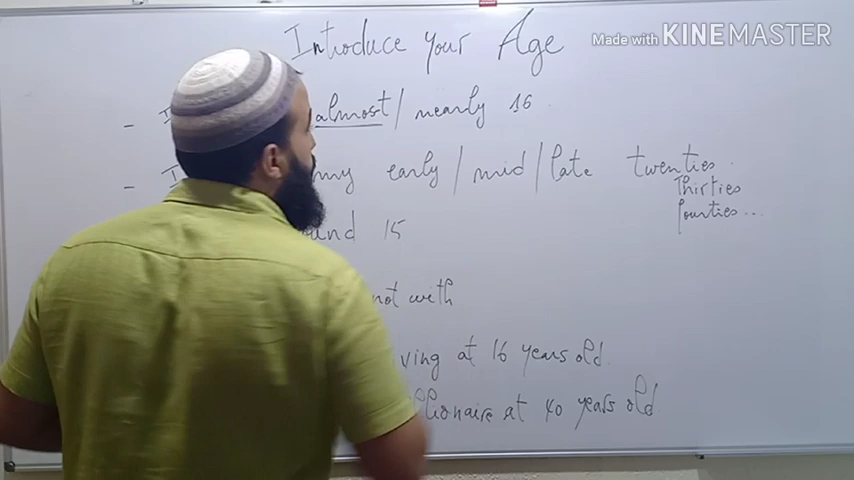 Introduce your Age
Made with KINEMASTER
- I almost / nearly 16
- I my early / mid / late twenties.
Thirties
fourties...
ound 15
not with
ving at 16 years old.
llionaire at 40 years old